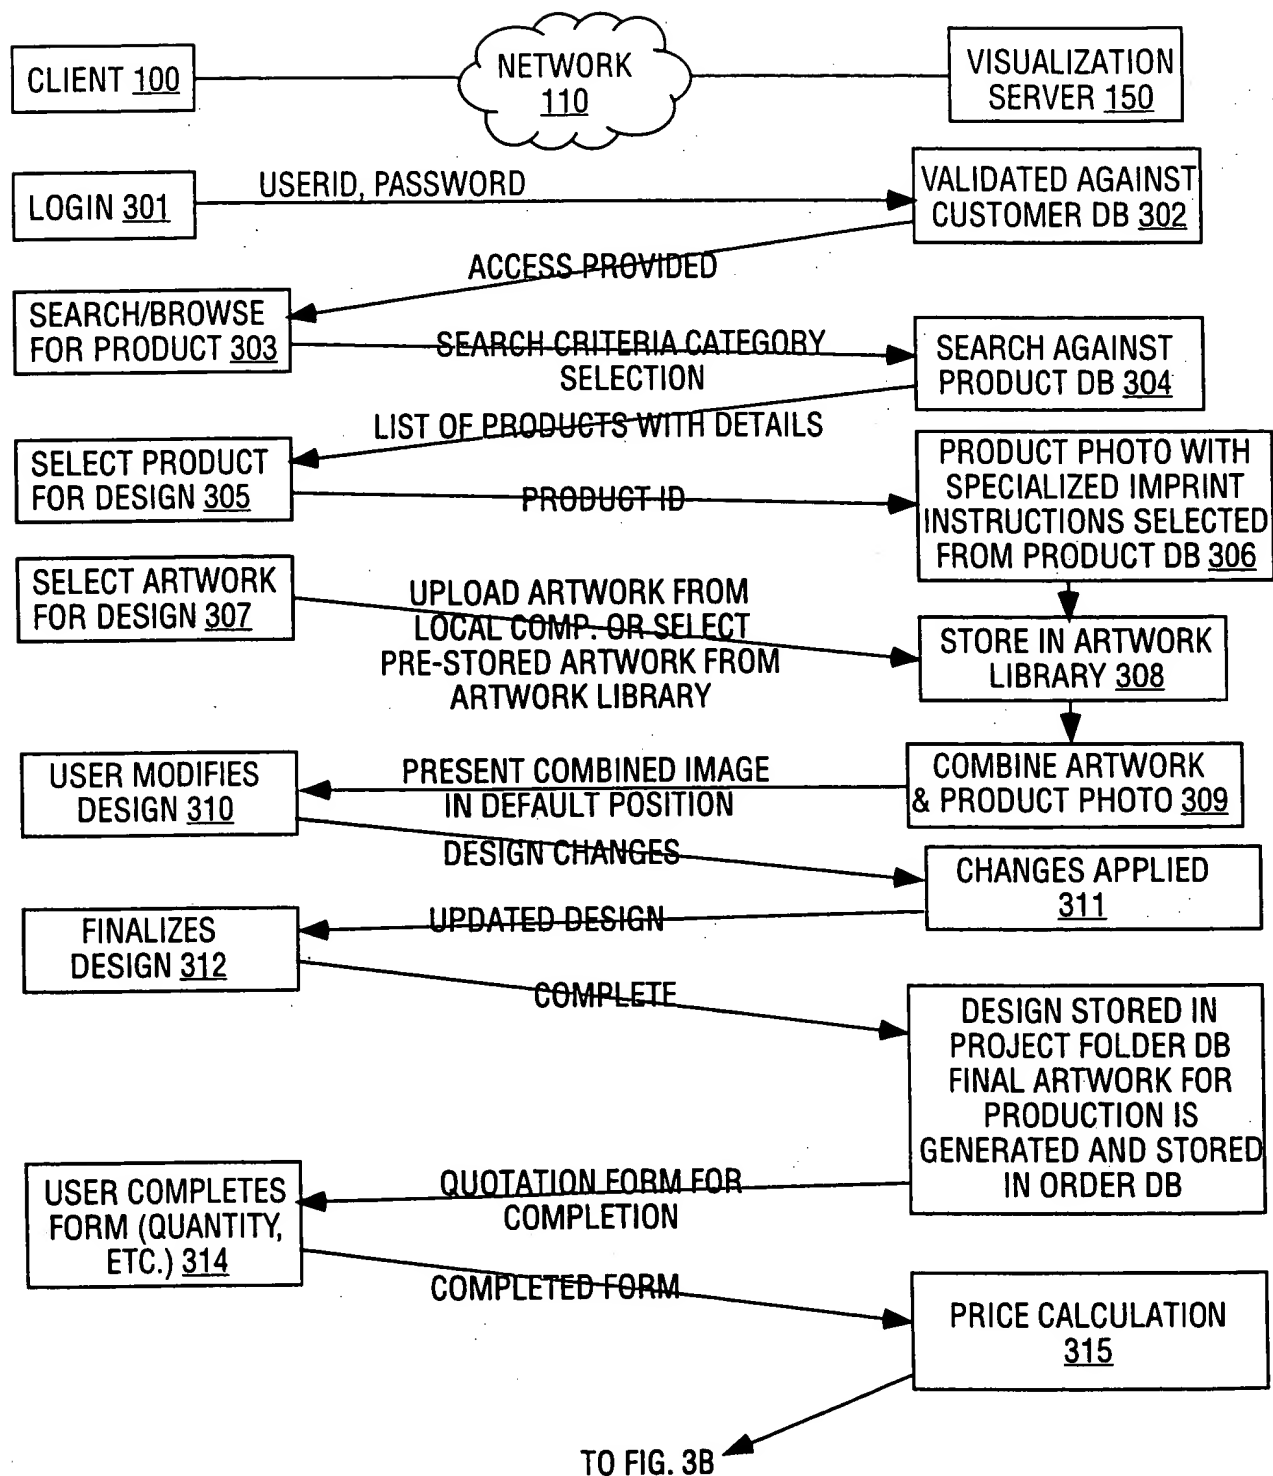 CLIENT 100
NETWORK
110
VISUALIZATION
SERVER 150
LOGIN 301
USERID, PASSWORD
VALIDATED AGAINST
CUSTOMER DB 302
ACCESS PROVIDED
SEARCH/BROWSE
FOR PRODUCT 303
SEARCH CRITERIA CATEGORY
SELECTION
SEARCH AGAINST
PRODUCT DB 304
LIST OF PRODUCTS WITH DETAILS
SELECT PRODUCT
FOR DESIGN 305
PRODUCT ID
PRODUCT PHOTO WITH
SPECIALIZED IMPRINT
INSTRUCTIONS SELECTED
FROM PRODUCT DB 306
SELECT ARTWORK
FOR DESIGN 307
UPLOAD ARTWORK FROM
LOCAL COMP. OR SELECT
PRE-STORED ARTWORK FROM
ARTWORK LIBRARY
STORE IN ARTWORK
LIBRARY 308
USER MODIFIES
DESIGN 310
PRESENT COMBINED IMAGE
IN DEFAULT POSITION
COMBINE ARTWORK
& PRODUCT PHOTO 309
DESIGN CHANGES
CHANGES APPLIED
311
FINALIZES
DESIGN 312
UPDATED DESIGN
COMPLETE
DESIGN STORED IN
PROJECT FOLDER DB
FINAL ARTWORK FOR
PRODUCTION IS
GENERATED AND STORED
IN ORDER DB
USER COMPLETES
FORM (QUANTITY,
ETC.) 314
QUOTATION FORM FOR
COMPLETION
COMPLETED FORM
PRICE CALCULATION
315
TO FIG. 3B